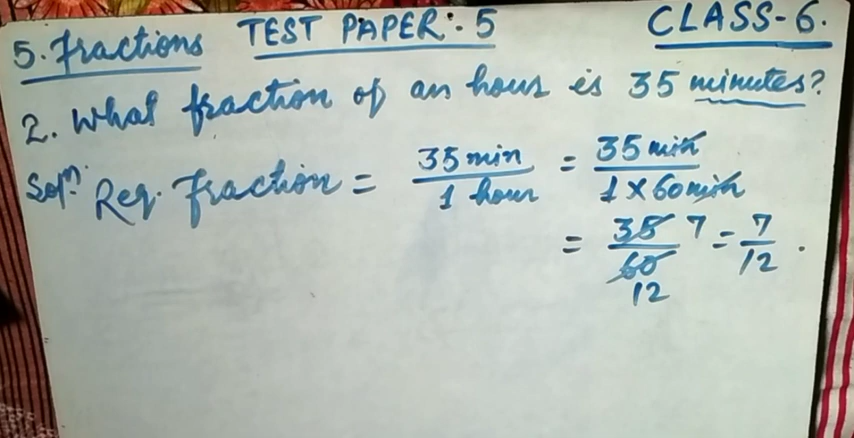 5. Fractions TEST PAPER:- 5 CLASS-6.
2. What fraction of an hour is 35 minutes?
Solⁿ. Req. Fraction = 35 min / 1 hour = 35 min / 1 × 60 min
= 35 7 / 60 12 = 7 / 12 .